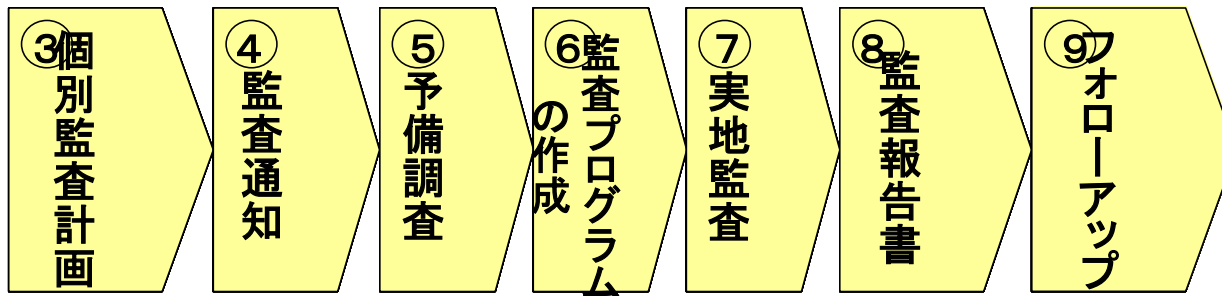 ③
個別監査計画
④
監査通知
⑤
予備調査
⑥
監査プログラム
の作成
⑦
実地監査
⑧
監査報告書
⑨
フォローアップ